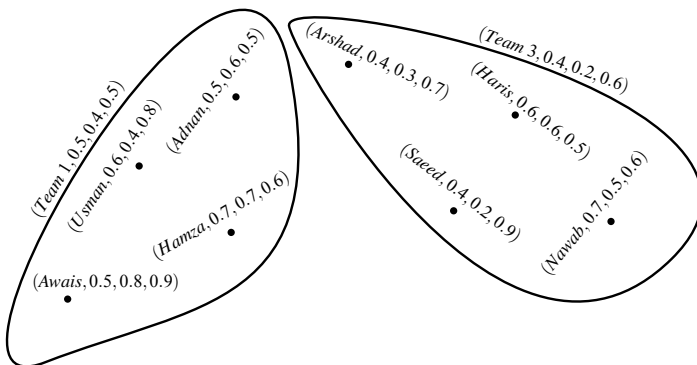 (Team 1, 0.5, 0.4, 0.5)
(Usman, 0.6, 0.4, 0.8)
(Adnan, 0.5, 0.6, 0.5)
(Hamza, 0.7, 0.7, 0.6)
(Awais, 0.5, 0.8, 0.9)
(Arshad, 0.4, 0.3, 0.7)
(Team 3, 0.4, 0.2, 0.6)
(Haris, 0.6, 0.6, 0.5)
(Saeed, 0.4, 0.2, 0.9)
(Nawab, 0.7, 0.5, 0.6)